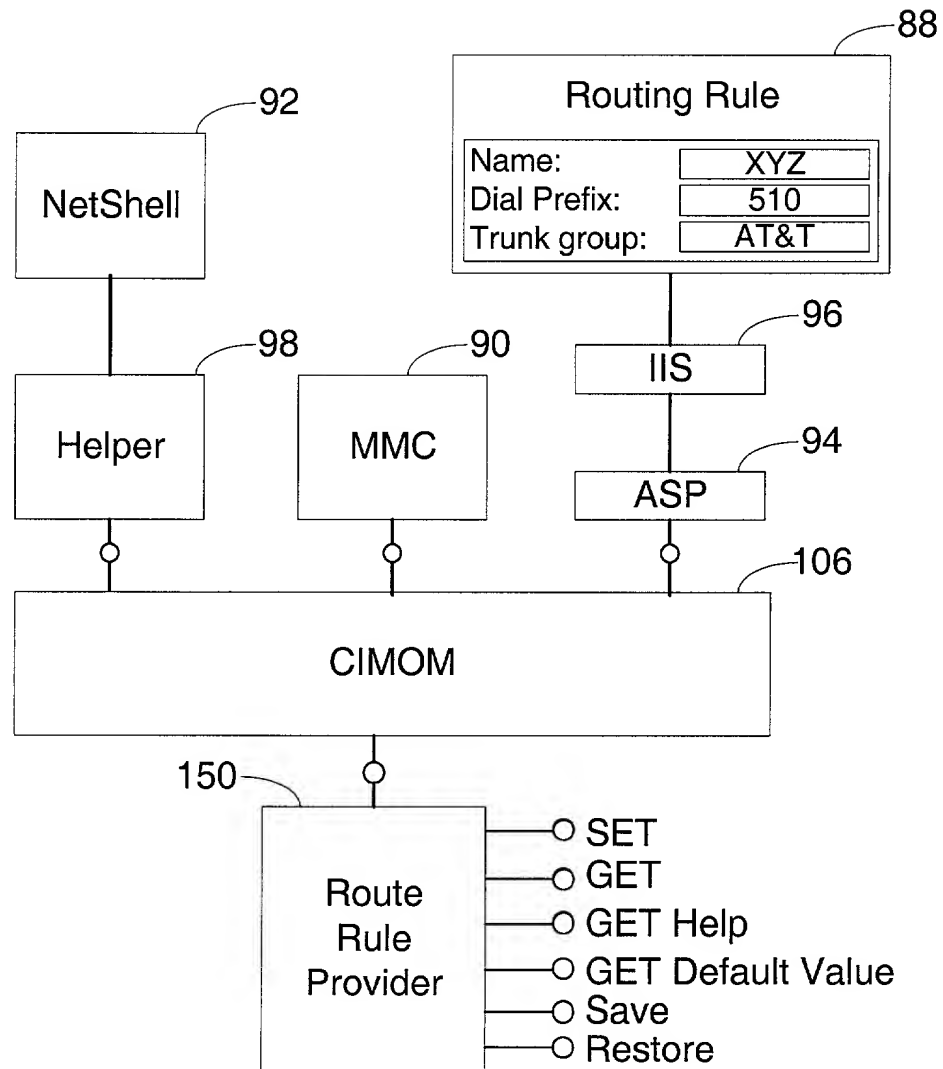 88
Routing Rule
Name: XYZ
Dial Prefix: 510
Trunk group: AT&T
92
NetShell
96
IIS
98
Helper
90
MMC
94
ASP
106
CIMOM
150
Route
Rule
Provider
SET
GET
GET Help
GET Default Value
Save
Restore